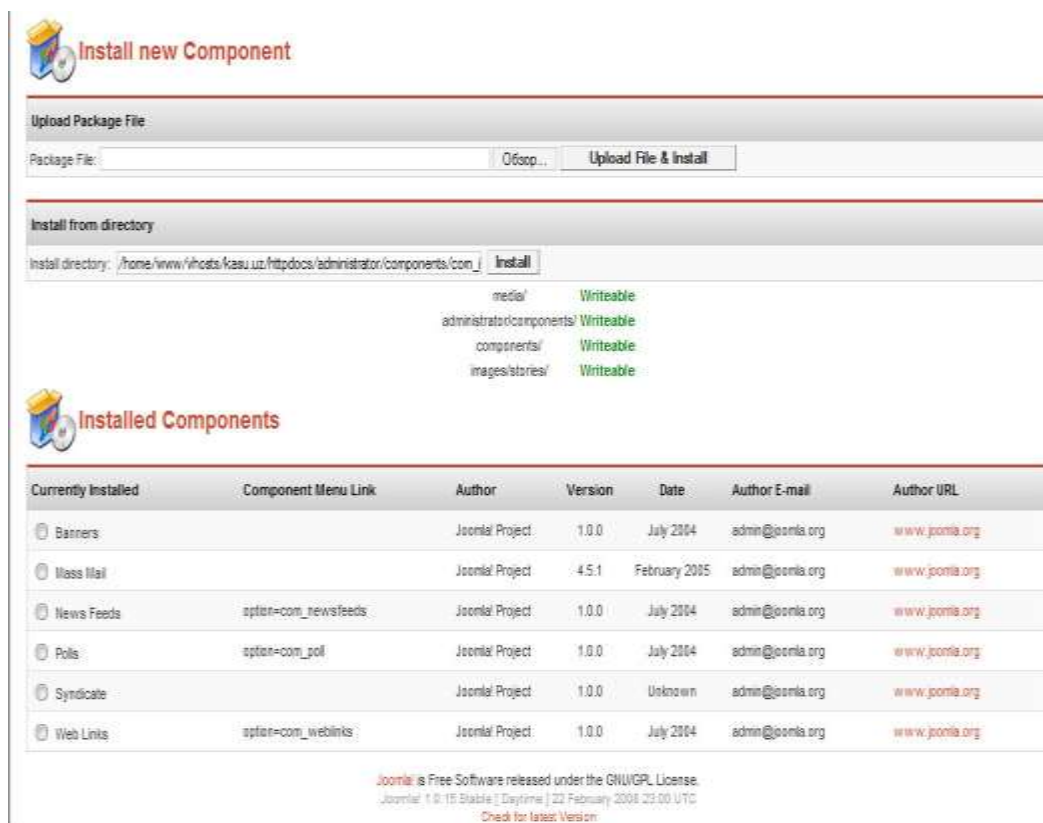 Install new Component
Upload Package File
Package File: Обзор... Upload File & Install
Install from directory
Install directory: /home/www/vhosts/kasu.uz/httpdocs/administrator/components/com_i Install
media/ Writeable
administrator/components/ Writeable
components/ Writeable
images/stories/ Writeable
Installed Components
Currently Installed Component Menu Link Author Version Date Author E-mail Author URL
Banners Joomla! Project 1.0.0 July 2004 admin@joomla.org www.joomla.org
Mass Mail Joomla! Project 4.5.1 February 2005 admin@joomla.org www.joomla.org
News Feeds option=com_newsfeeds Joomla! Project 1.0.0 July 2004 admin@joomla.org www.joomla.org
Polls option=com_poll Joomla! Project 1.0.0 July 2004 admin@joomla.org www.joomla.org
Syndicate Joomla! Project 1.0.0 Unknown admin@joomla.org www.joomla.org
Web Links option=com_weblinks Joomla! Project 1.0.0 July 2004 admin@joomla.org www.joomla.org
Joomla! is Free Software released under the GNU/GPL License.
Joomla! 1.0.15 Stable [ Daytime ] 22 February 2008 23:00 UTC
Check for latest Version